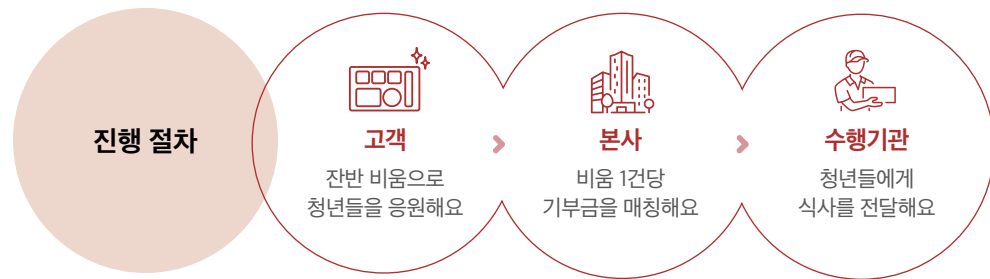 진행 절차
고객
잔반 비움으로
청년들을 응원해요
본사
비움 1건당
기부금을 매칭해요
수행기관
청년들에게
식사를 전달해요